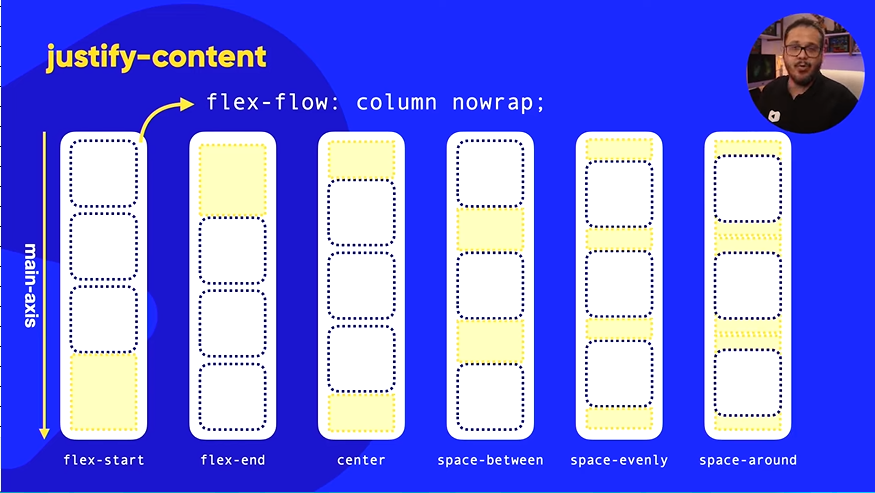 justify-content
flex-flow: column nowrap;
main-axis
flex-start
flex-end
center
space-between
space-evenly
space-around